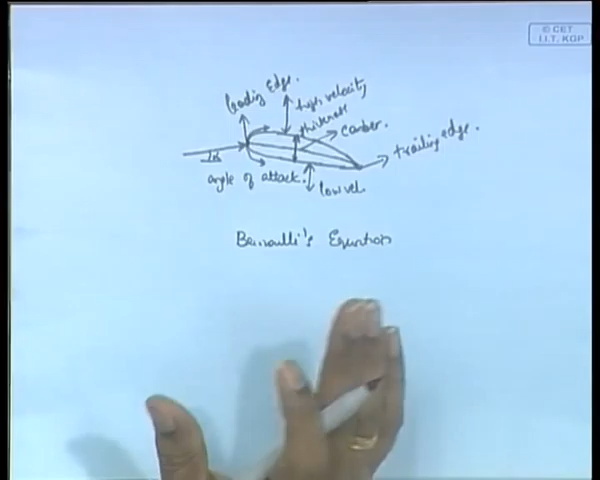 © CET
I.I.T. KGP
leading edge.
high velocity
thickness
camber.
trailing edge.
angle of attack.
low vel.
Bernoulli's Equation